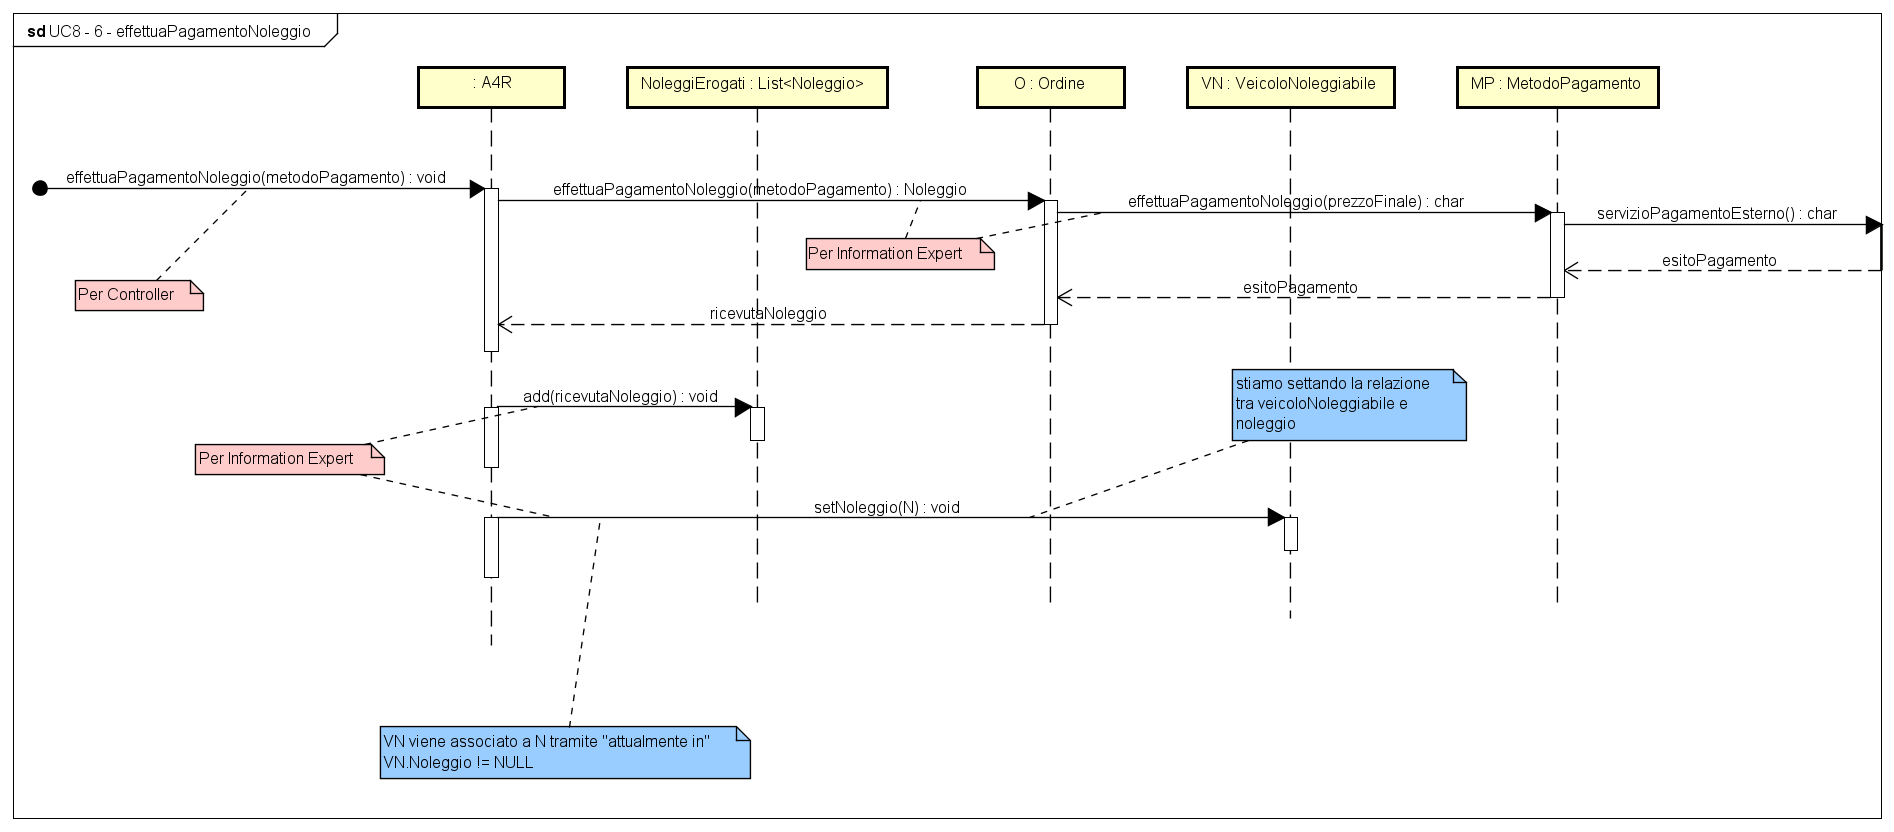 sd UC8 - 6 - effettuaPagamentoNoleggio
: A4R
NoleggiErogati : List<Noleggio>
O : Ordine
VN : VeicoloNoleggiabile
MP : MetodoPagamento
effettuaPagamentoNoleggio(metodoPagamento) : void
effettuaPagamentoNoleggio(metodoPagamento) : Noleggio
effettuaPagamentoNoleggio(prezzoFinale) : char
servizioPagamentoEsterno() : char
Per Information Expert
esitoPagamento
esitoPagamento
Per Controller
ricevutaNoleggio
stiamo settando la relazione
tra veicoloNoleggiabile e
noleggio
add(ricevutaNoleggio) : void
Per Information Expert
setNoleggio(N) : void
VN viene associato a N tramite "attualmente in"
VN.Noleggio != NULL